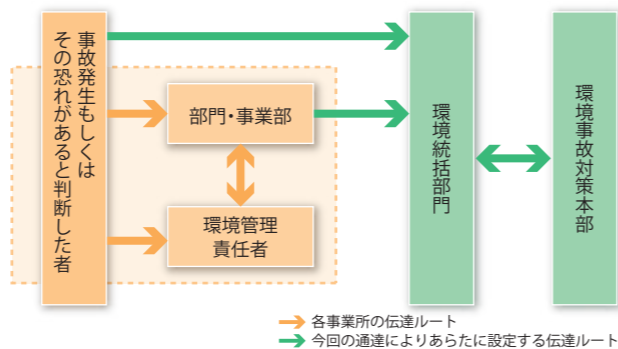 事故発生もしくは
その恐れがあると判断した者
部門・事業部
環境管理
責任者
環境統括部門
環境事故対策本部
各事業所の伝達ルート
今回の通達によりあらたに設定する伝達ルート